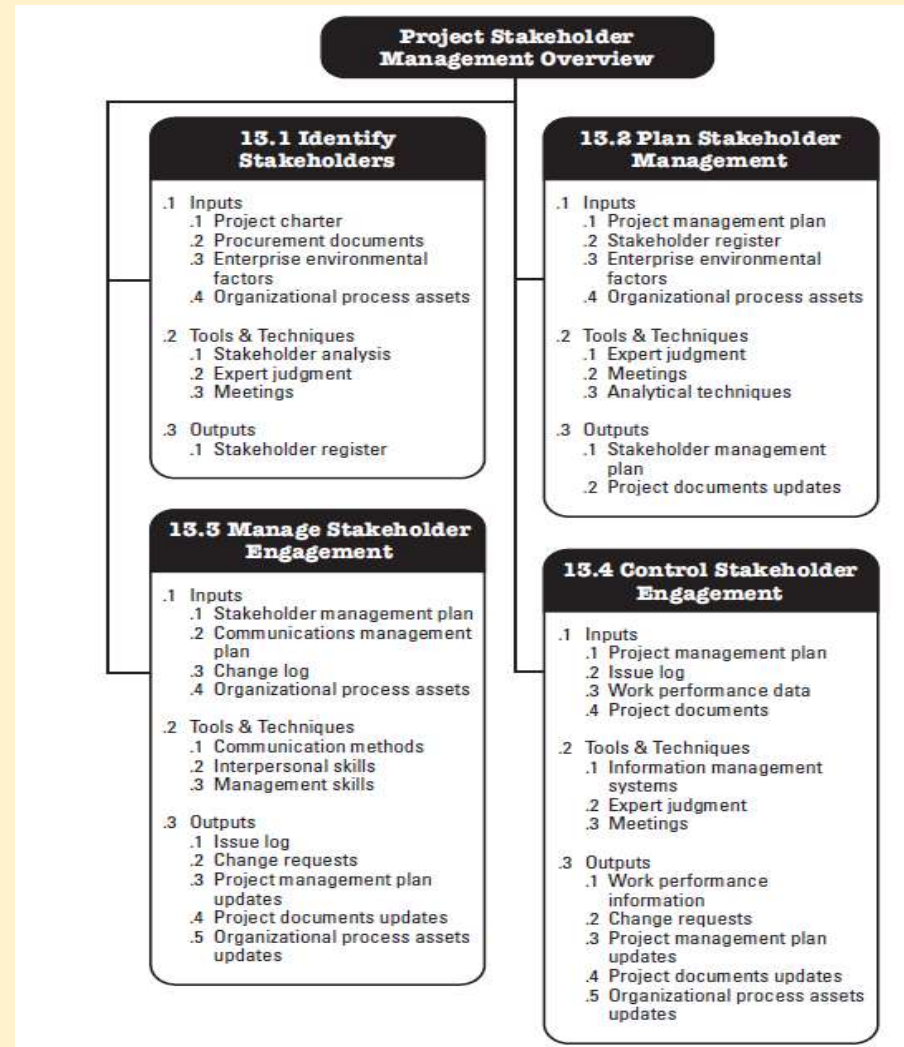 Project Stakeholder
Management Overview
13.1 Identify
Stakeholders
.1 Inputs
.1 Project charter
.2 Procurement documents
.3 Enterprise environmental
factors
.4 Organizational process assets
.2 Tools & Techniques
.1 Stakeholder analysis
.2 Expert judgment
.3 Meetings
.3 Outputs
.1 Stakeholder register
13.2 Plan Stakeholder
Management
.1 Inputs
.1 Project management plan
.2 Stakeholder register
.3 Enterprise environmental
factors
.4 Organizational process assets
.2 Tools & Techniques
.1 Expert judgment
.2 Meetings
.3 Analytical techniques
.3 Outputs
.1 Stakeholder management
plan
.2 Project documents updates
13.3 Manage Stakeholder
Engagement
.1 Inputs
.1 Stakeholder management plan
.2 Communications management
plan
.3 Change log
.4 Organizational process assets
.2 Tools & Techniques
.1 Communication methods
.2 Interpersonal skills
.3 Management skills
.3 Outputs
.1 Issue log
.2 Change requests
.3 Project management plan
updates
.4 Project documents updates
.5 Organizational process assets
updates
13.4 Control Stakeholder
Engagement
.1 Inputs
.1 Project management plan
.2 Issue log
.3 Work performance data
.4 Project documents
.2 Tools & Techniques
.1 Information management
systems
.2 Expert judgment
.3 Meetings
.3 Outputs
.1 Work performance
information
.2 Change requests
.3 Project management plan
updates
.4 Project documents updates
.5 Organizational process assets
updates